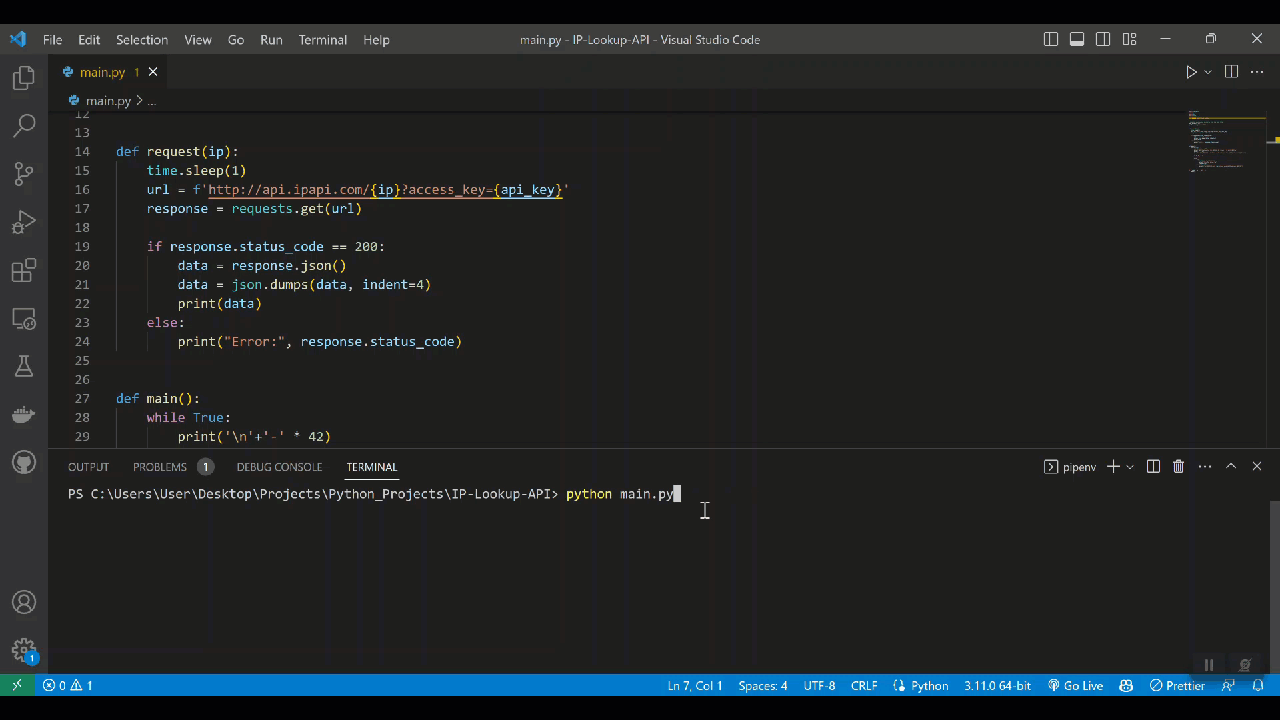 File Edit Selection View Go Run Terminal Help
main.py - IP-Lookup-API - Visual Studio Code
main.py 1
main.py > ...
12
13
14 def request(ip):
15     time.sleep(1)
16     url = f'http://api.ipapi.com/{ip}?access_key={api_key}'
17     response = requests.get(url)
18
19     if response.status_code == 200:
20         data = response.json()
21         data = json.dumps(data, indent=4)
22         print(data)
23     else:
24         print("Error:", response.status_code)
25
26
27 def main():
28     while True:
29         print('\n'+'-' * 42)
OUTPUT PROBLEMS 1 DEBUG CONSOLE TERMINAL
pipenv
PS C:\Users\User\Desktop\Projects\Python_Projects\IP-Lookup-API> python main.py
1
0 1
Ln 7, Col 1 Spaces: 4 UTF-8 CRLF Python 3.11.0 64-bit Go Live Prettier